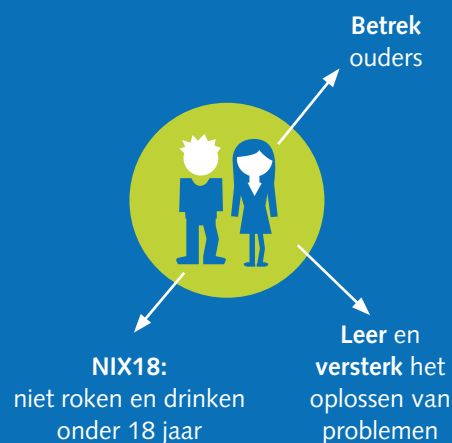 Betrek
ouders
NIX18:
niet roken en drinken
onder 18 jaar
Leer en
versterk het
oplossen van
problemen